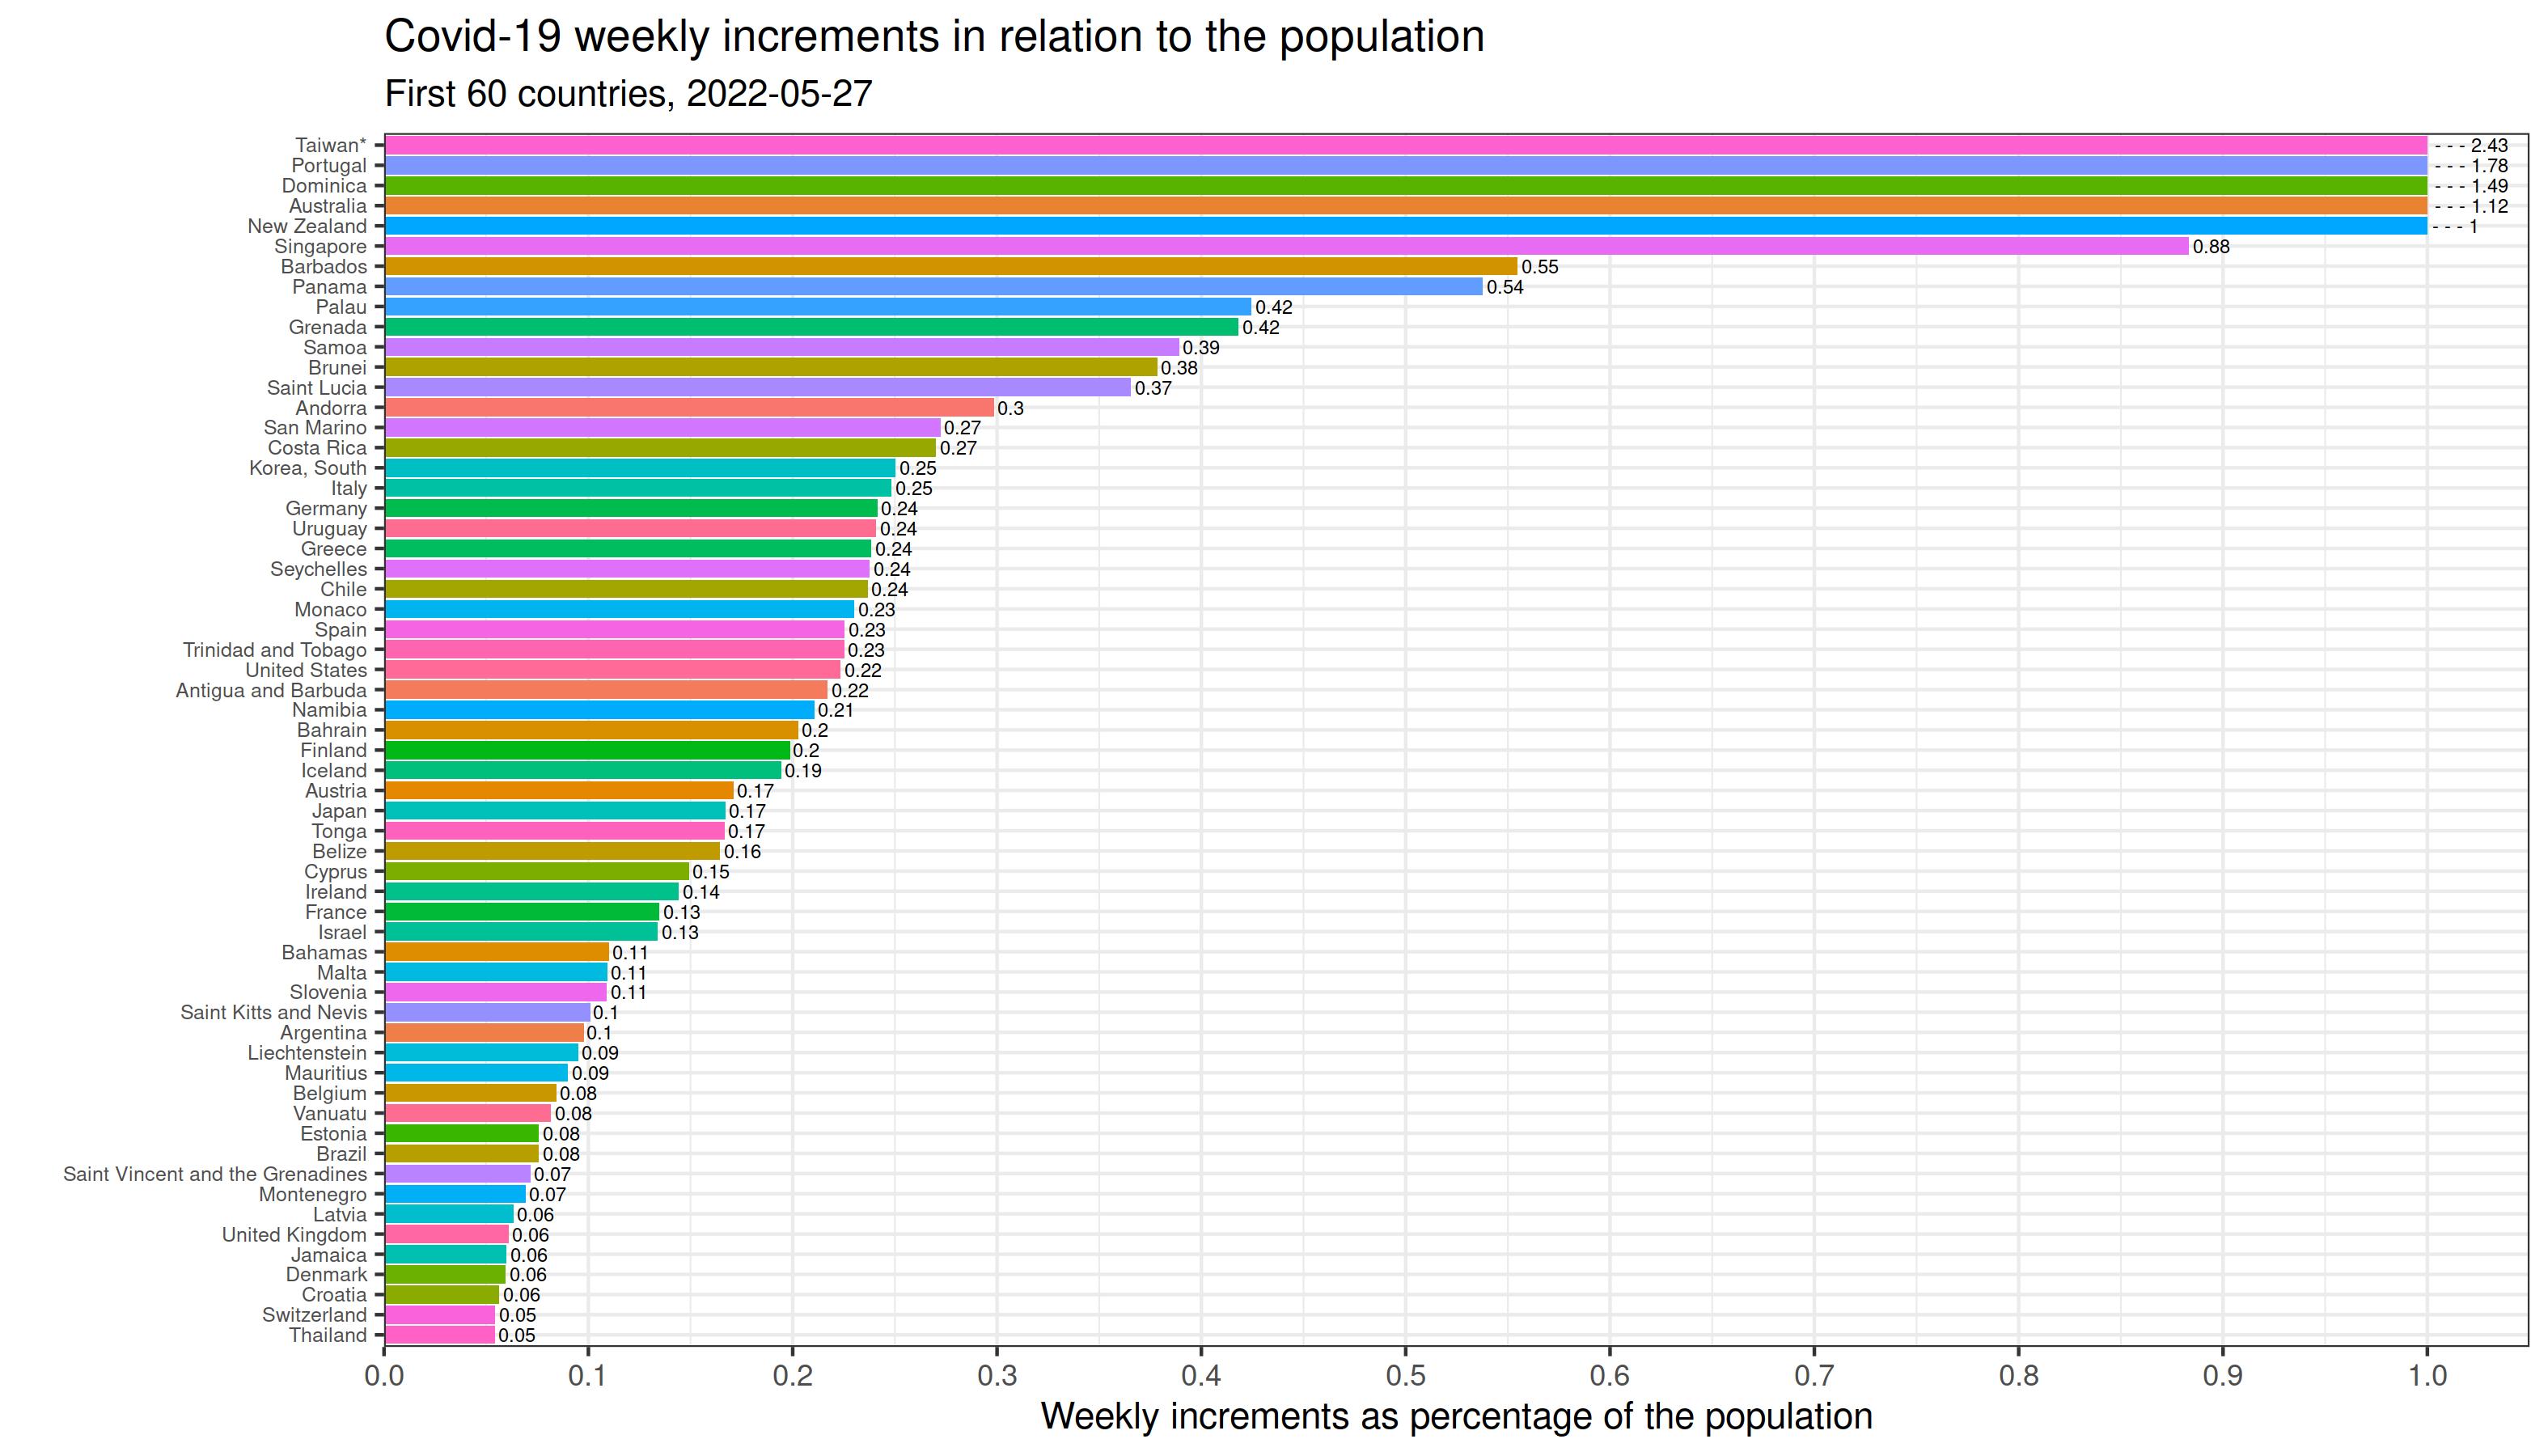 Covid-19 weekly increments in relation to the population
First 60 countries, 2022-05-27
Taiwan* - - - 2.43
Portugal - - - 1.78
Dominica - - - 1.49
Australia - - - 1.12
New Zealand - - - 1
Singapore 0.88
Barbados 0.55
Panama 0.54
Palau 0.42
Grenada 0.42
Samoa 0.39
Brunei 0.38
Saint Lucia 0.37
Andorra 0.3
San Marino 0.27
Costa Rica 0.27
Korea, South 0.25
Italy 0.25
Germany 0.24
Uruguay 0.24
Greece 0.24
Seychelles 0.24
Chile 0.24
Monaco 0.23
Spain 0.23
Trinidad and Tobago 0.23
United States 0.22
Antigua and Barbuda 0.22
Namibia 0.21
Bahrain 0.2
Finland 0.2
Iceland 0.19
Austria 0.17
Japan 0.17
Tonga 0.17
Belize 0.16
Cyprus 0.15
Ireland 0.14
France 0.13
Israel 0.13
Bahamas 0.11
Malta 0.11
Slovenia 0.11
Saint Kitts and Nevis 0.1
Argentina 0.1
Liechtenstein 0.09
Mauritius 0.09
Belgium 0.08
Vanuatu 0.08
Estonia 0.08
Brazil 0.08
Saint Vincent and the Grenadines 0.07
Montenegro 0.07
Latvia 0.06
United Kingdom 0.06
Jamaica 0.06
Denmark 0.06
Croatia 0.06
Switzerland 0.05
Thailand 0.05
0.0 0.1 0.2 0.3 0.4 0.5 0.6 0.7 0.8 0.9 1.0
Weekly increments as percentage of the population